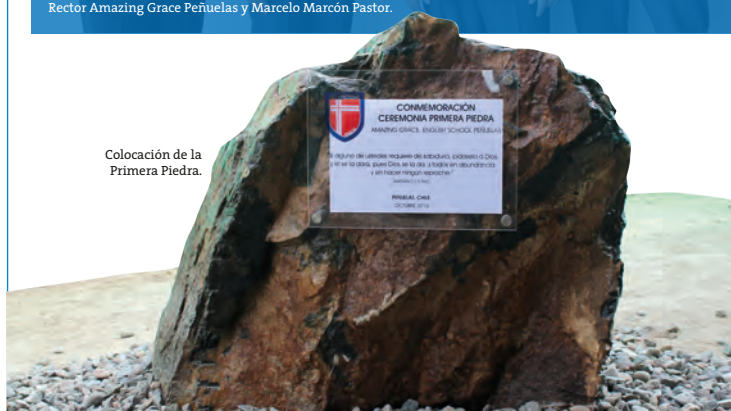 Rector Amazing Grace Peñuelas y Marcelo Marcón Pastor.
CONMEMORACIÓN
CEREMONIA PRIMERA PIEDRA
AMAZING GRACE, ENGLISH SCHOOL PEÑUELAS
alguno de ustedes requiere de sabiduría, pídasela a Dios
y él se la dará, pues Dios se la da a todos en abundancia
y sin hacer ningún reproche."
PEÑUELAS, CHILE
OCTUBRE
Colocación de la
Primera Piedra.